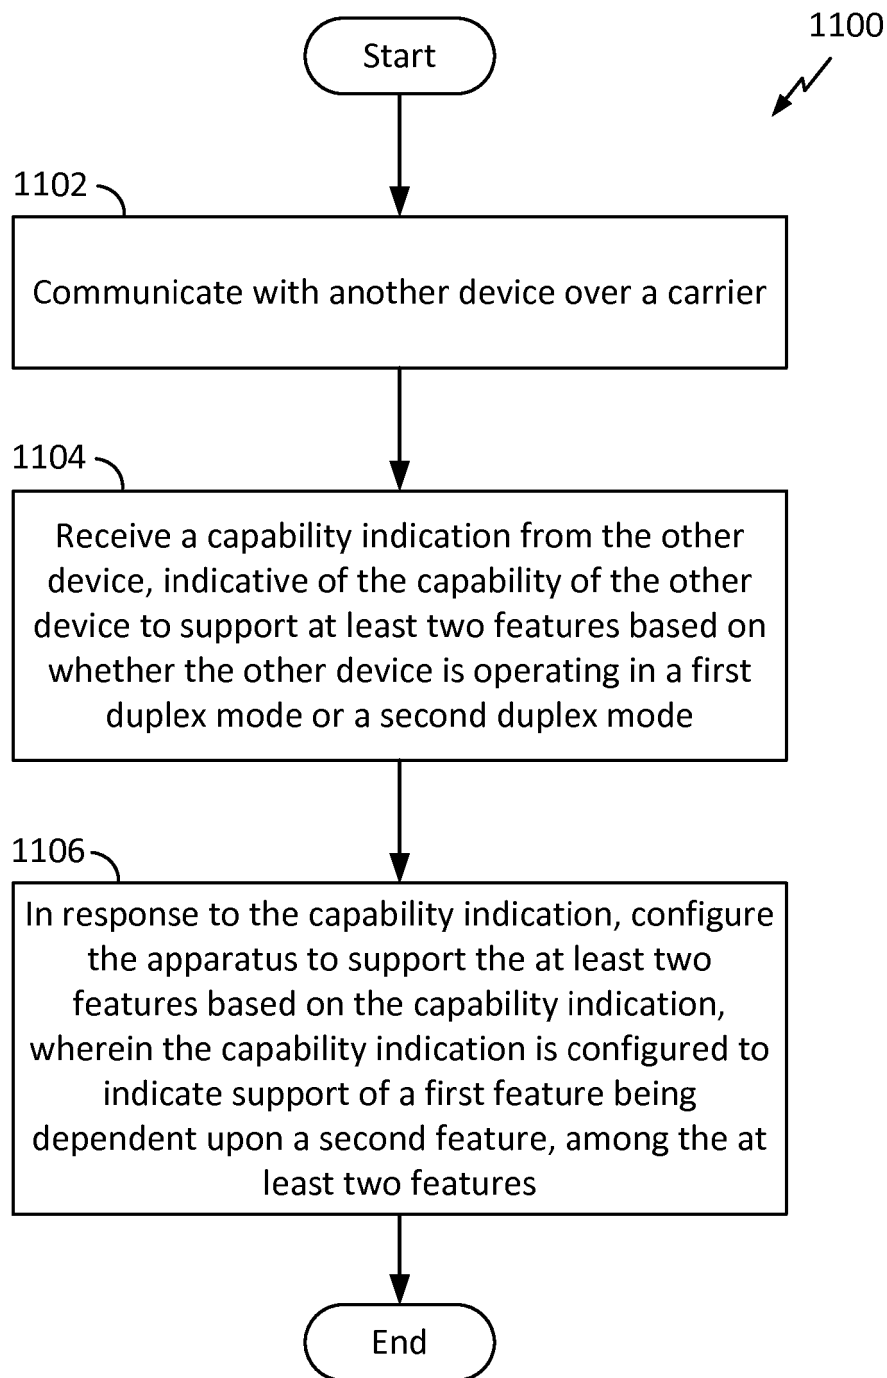 1100
Start
1102
Communicate with another device over a carrier
1104
Receive a capability indication from the other
device, indicative of the capability of the other
device to support at least two features based on
whether the other device is operating in a first
duplex mode or a second duplex mode
1106
In response to the capability indication, configure
the apparatus to support the at least two
features based on the capability indication,
wherein the capability indication is configured to
indicate support of a first feature being
dependent upon a second feature, among the at
least two features
End